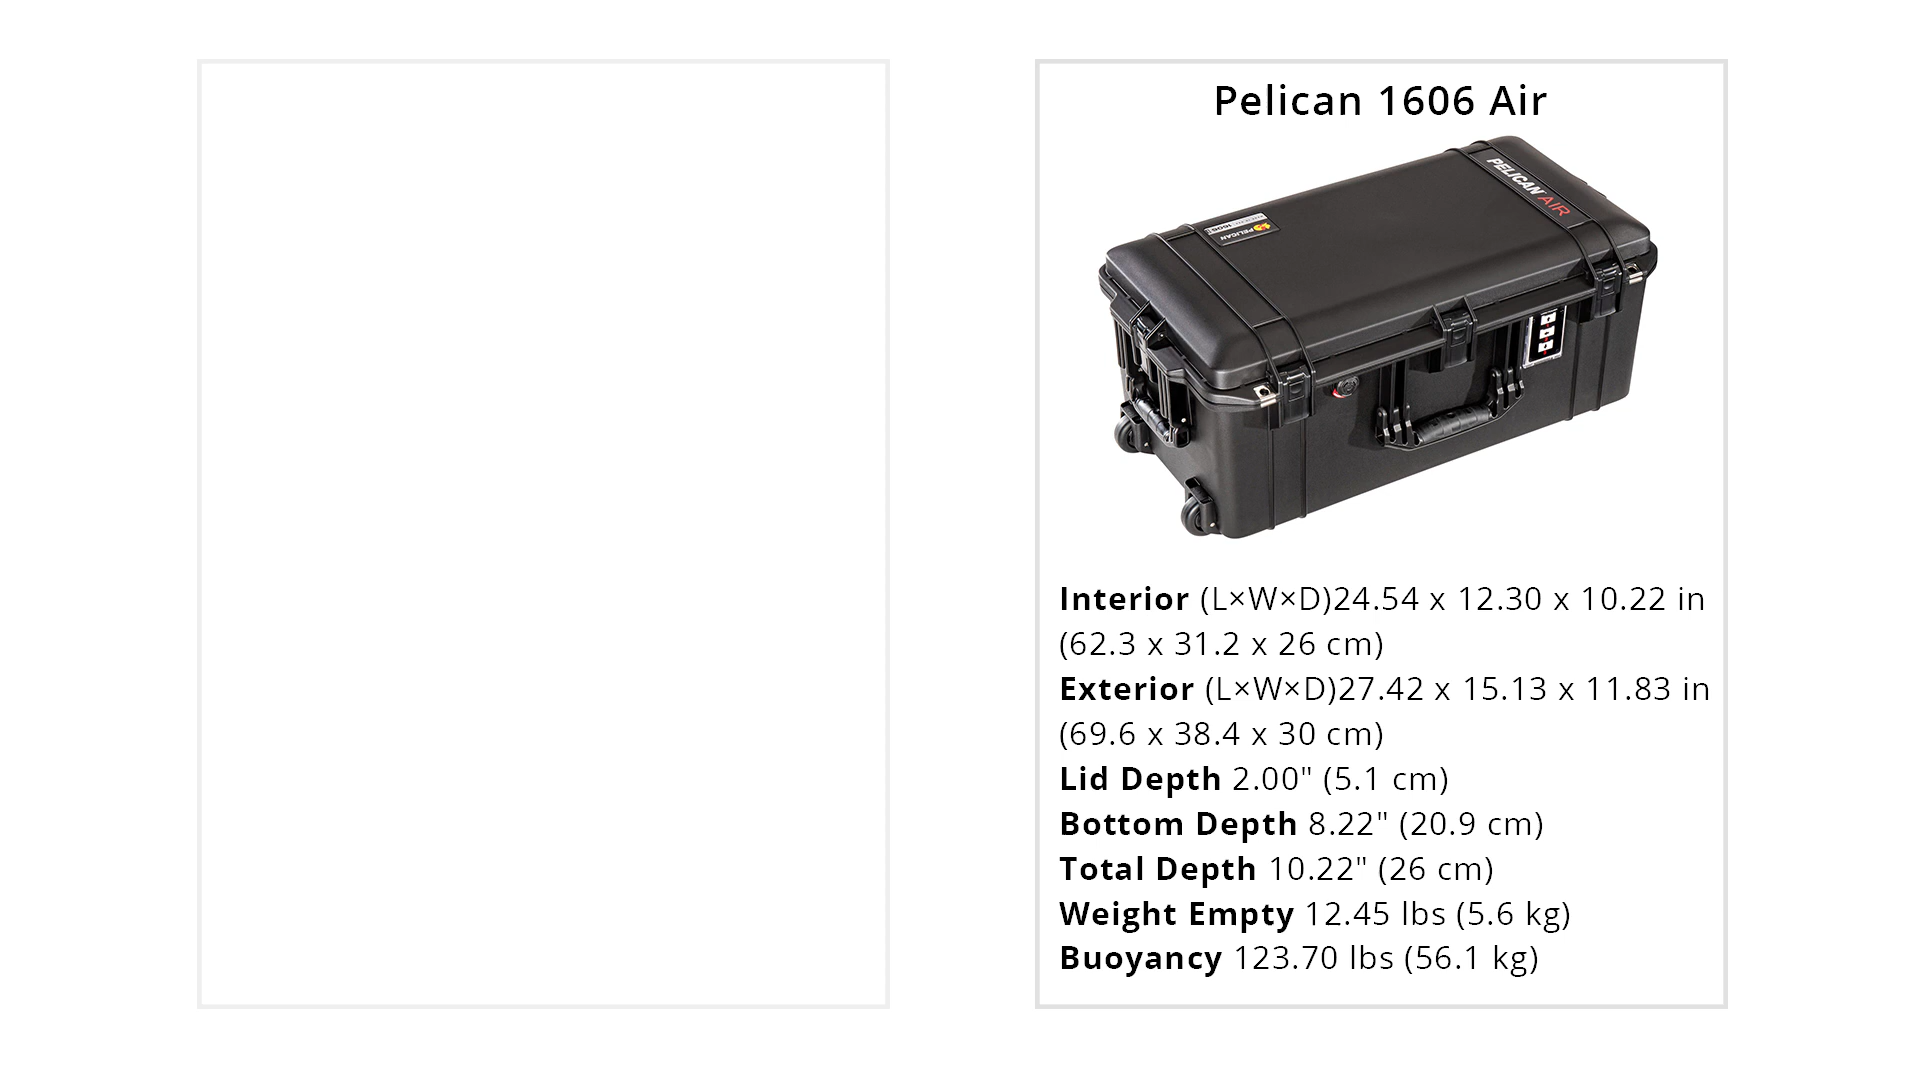 Pelican 1606 Air
PELICAN AIR
PELICAN
Interior (L×W×D)24.54 x 12.30 x 10.22 in
(62.3 x 31.2 x 26 cm)
Exterior (L×W×D)27.42 x 15.13 x 11.83 in
(69.6 x 38.4 x 30 cm)
Lid Depth 2.00" (5.1 cm)
Bottom Depth 8.22" (20.9 cm)
Total Depth 10.22" (26 cm)
Weight Empty 12.45 lbs (5.6 kg)
Buoyancy 123.70 lbs (56.1 kg)